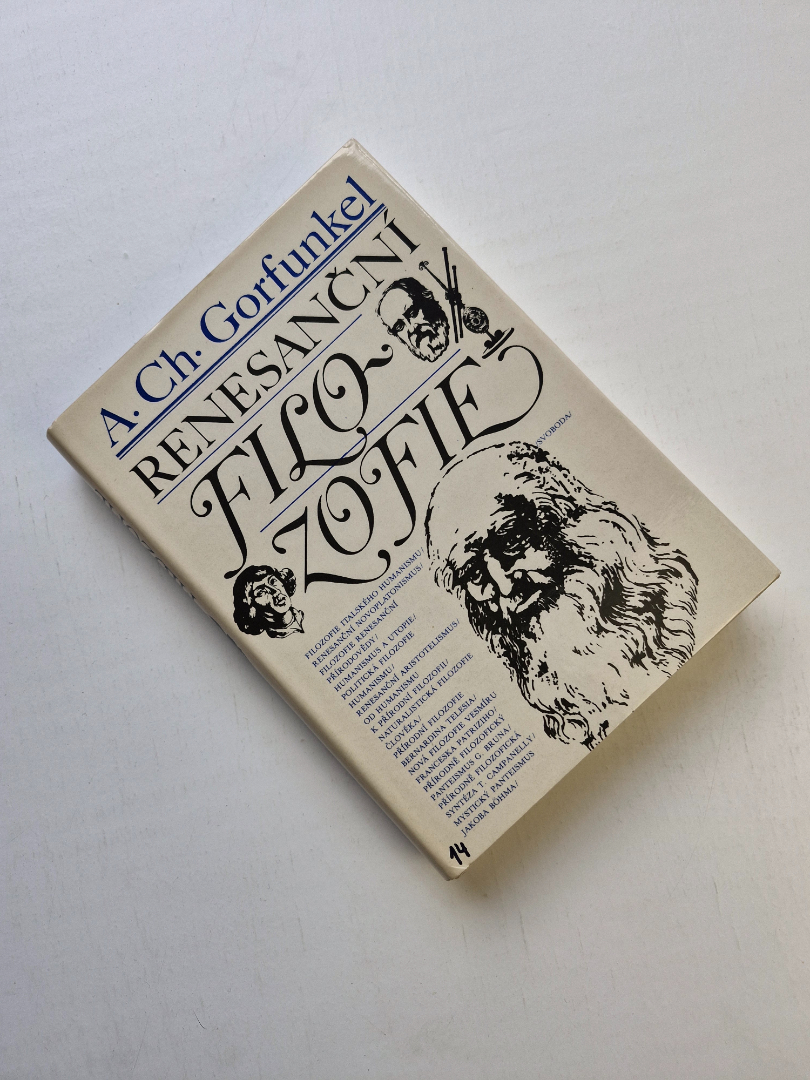 A. Ch. Gorfunkel
RENESANČNÍ
FILO-
ZOFIE
/SVOBODA/
FILOZOFIE ITALSKÉHO HUMANISMU/
RENESANČNÍ NOVOPLATONISMUS/
FILOZOFIE RENESANČNÍ
PŘÍRODOVĚDY/
HUMANISMUS A UTOPIE/
POLITICKÁ FILOZOFIE
HUMANISMU/
RENESANČNÍ ARISTOTELISMUS/
OD HUMANISMU
K PŘÍRODNÍ FILOZOFII/
NATURALISTICKÁ FILOZOFIE
ČLOVĚKA/
PŘÍRODNÍ FILOZOFIE
BERNARDINA TELESIA/
NOVÁ FILOZOFIE VESMÍRU
FRANCESKA PATRIZIHO/
PŘÍRODNĚ FILOZOFICKÝ
PANTEISMUS G. BRUNA/
PŘÍRODNĚ FILOZOFICKÁ
SYNTÉZA T. CAMPANELLY/
MYSTICKÝ PANTEISMUS
JAKOBA BÖHMA/
14